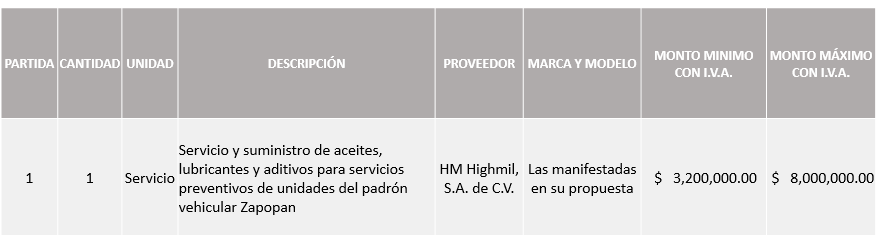 PARTIDA CANTIDAD UNIDAD DESCRIPCIÓN PROVEEDOR MARCA Y MODELO MONTO MINIMO CON I.V.A. MONTO MÁXIMO CON I.V.A.
1 1 Servicio
Servicio y suministro de aceites,
lubricantes y aditivos para servicios
preventivos de unidades del padrón
vehicular Zapopan
HM Highmil,
S.A. de C.V.
Las manifestadas
en su propuesta
$ 3,200,000.00 $ 8,000,000.00